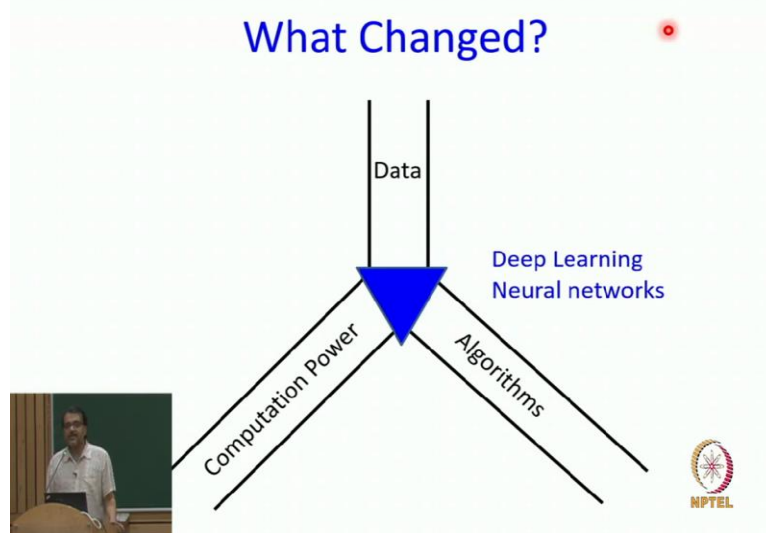 What Changed?
Data
Deep Learning
Neural networks
Computation Power
Algorithms
NPTEL